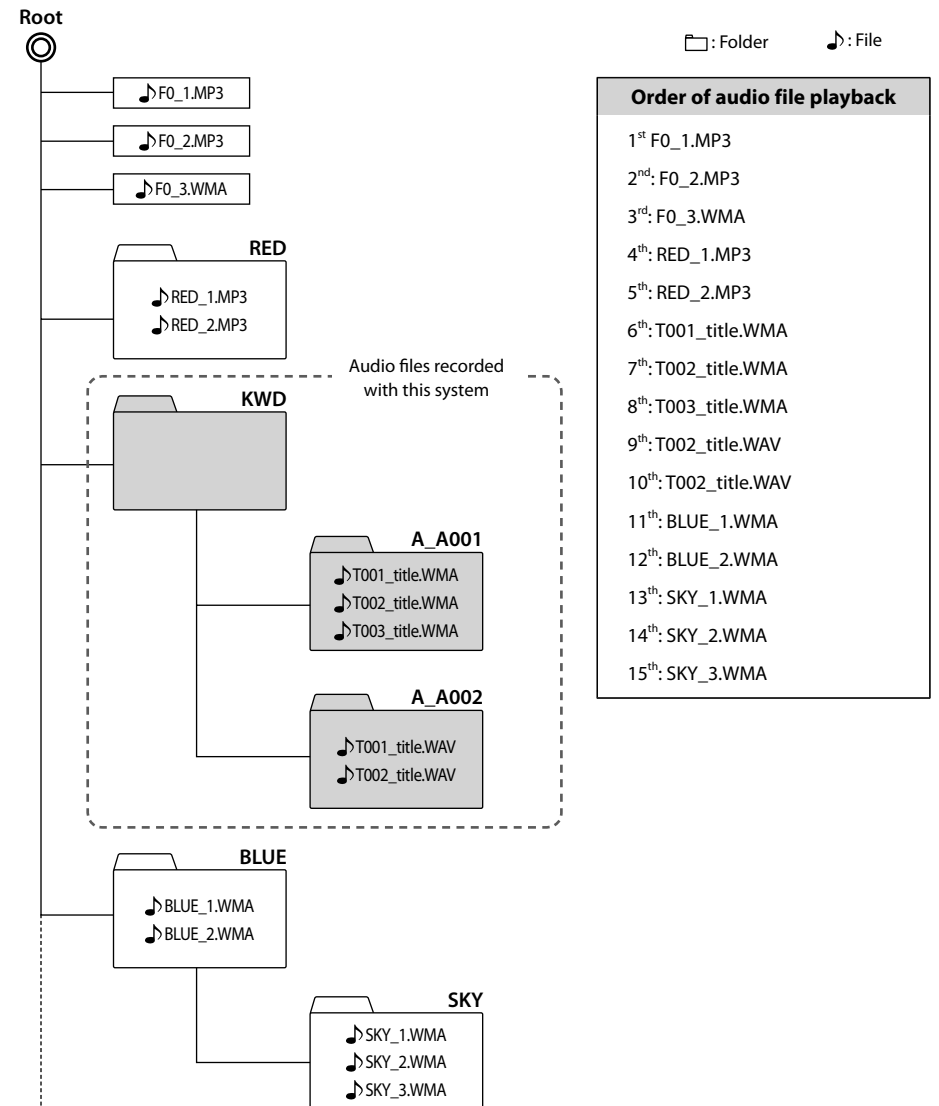 Root
: Folder
: File
F0_1.MP3
F0_2.MP3
F0_3.WMA
RED
RED_1.MP3
RED_2.MP3
Audio files recorded
with this system
KWD
A_A001
T001_title.WMA
T002_title.WMA
T003_title.WMA
A_A002
T001_title.WAV
T002_title.WAV
BLUE
BLUE_1.WMA
BLUE_2.WMA
SKY
SKY_1.WMA
SKY_2.WMA
SKY_3.WMA
Order of audio file playback
1st F0_1.MP3
2nd: F0_2.MP3
3rd: F0_3.WMA
4th: RED_1.MP3
5th: RED_2.MP3
6th: T001_title.WMA
7th: T002_title.WMA
8th: T003_title.WMA
9th: T002_title.WAV
10th: T002_title.WAV
11th: BLUE_1.WMA
12th: BLUE_2.WMA
13th: SKY_1.WMA
14th: SKY_2.WMA
15th: SKY_3.WMA